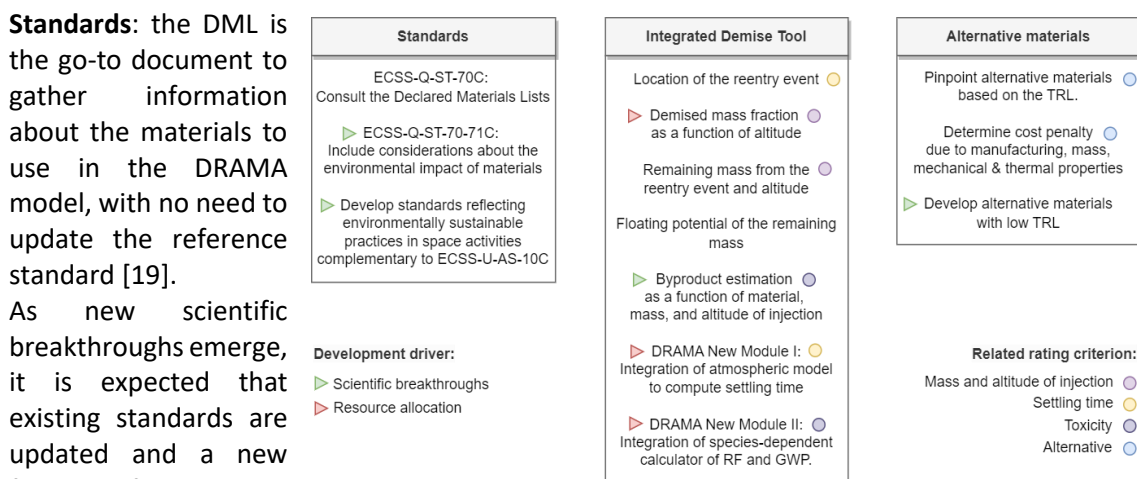 Standards: the DML is
the go-to document to
gather information
about the materials to
use in the DRAMA
model, with no need to
update the reference
standard [19].
As new scientific
breakthroughs emerge,
it is expected that
existing standards are
updated and a new
Standards
ECSS-Q-ST-70C:
Consult the Declared Materials Lists
ECSS-Q-ST-70-71C:
Include considerations about the
environmental impact of materials
Develop standards reflecting
environmentally sustainable
practices in space activities
complementary to ECSS-U-AS-10C
Development driver:
Scientific breakthroughs
Resource allocation
Integrated Demise Tool
Location of the reentry event
Demised mass fraction
as a function of altitude
Remaining mass from the
reentry event and altitude
Floating potential of the remaining
mass
Byproduct estimation
as a function of material,
mass, and altitude of injection
DRAMA New Module I:
Integration of atmospheric model
to compute settling time
DRAMA New Module II:
Integration of species-dependent
calculator of RF and GWP.
Alternative materials
Pinpoint alternative materials
based on the TRL.
Determine cost penalty
due to manufacturing, mass,
mechanical & thermal properties
Develop alternative materials
with low TRL
Related rating criterion:
Mass and altitude of injection
Settling time
Toxicity
Alternative